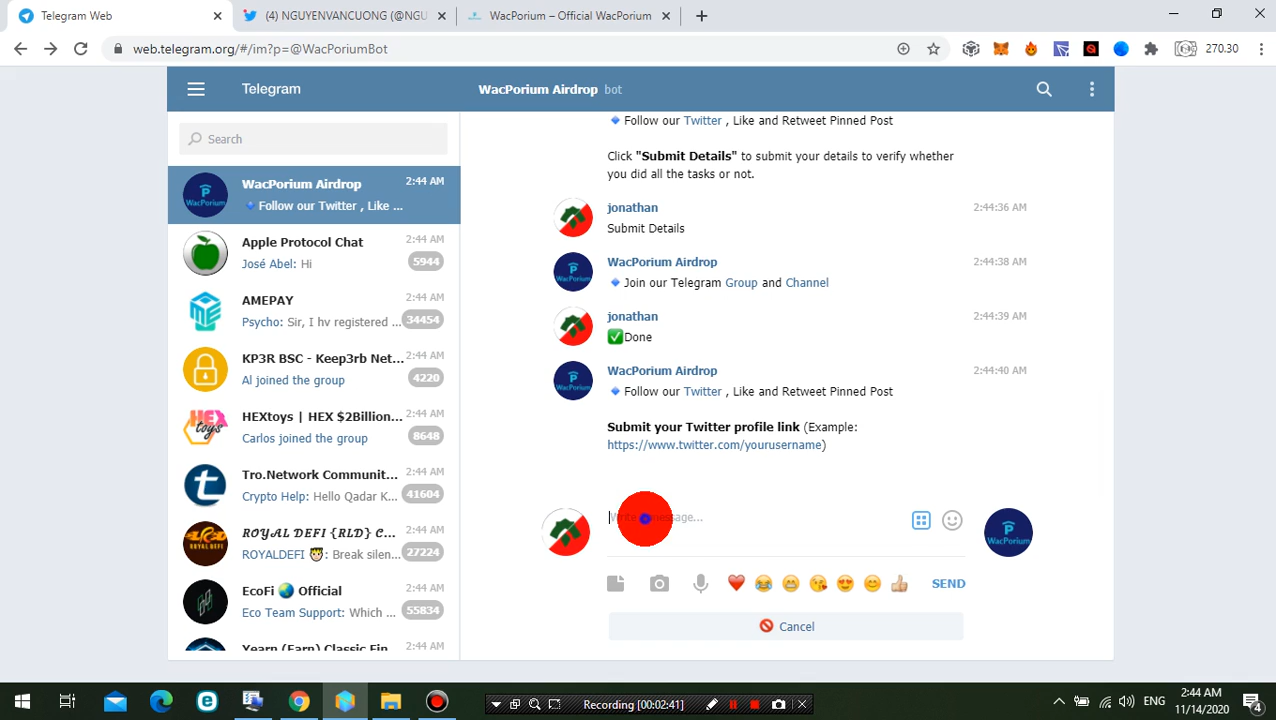 Telegram Web
(4) NGUYENVANCUONG (@NGU
WacPorium – Official WacPorium
web.telegram.org/#/im?p=@WacPoriumBot
270.30
Telegram
WacPorium Airdrop bot
Search
WacPorium Airdrop 2:44 AM
Follow our Twitter , Like ...
Apple Protocol Chat 2:44 AM
José Abel: Hi 5944
AMEPAY 2:44 AM
Psycho: Sir, I hv registered ... 34454
KP3R BSC - Keep3rb Net... 2:44 AM
Al joined the group 4220
HEXtoys | HEX $2Billion... 2:44 AM
Carlos joined the group 8648
Tro.Network Communit... 2:44 AM
Crypto Help: Hello Qadar K... 41604
𝑹𝑶𝒀𝑨𝑳 𝑫𝑬𝑭𝑰 {𝑹𝑳𝑫} 𝑪... 2:44 AM
ROYALDEFI 🤴: Break silen... 27224
EcoFi 🌏 Official 2:44 AM
Eco Team Support: Which ... 55834
Yearn (Earn) Classic Fin 2:44 AM
🔹 Follow our Twitter , Like and Retweet Pinned Post
Click "Submit Details" to submit your details to verify whether
you did all the tasks or not.
jonathan 2:44:36 AM
Submit Details
WacPorium Airdrop 2:44:38 AM
🔹 Join our Telegram Group and Channel
jonathan 2:44:39 AM
✅Done
WacPorium Airdrop 2:44:40 AM
🔹 Follow our Twitter , Like and Retweet Pinned Post
Submit your Twitter profile link (Example:
https://www.twitter.com/yourusername)
Write a message...
SEND
🚫 Cancel
WacPorium
Recording [00:02:41]
ENG
2:44 AM
11/14/2020
4